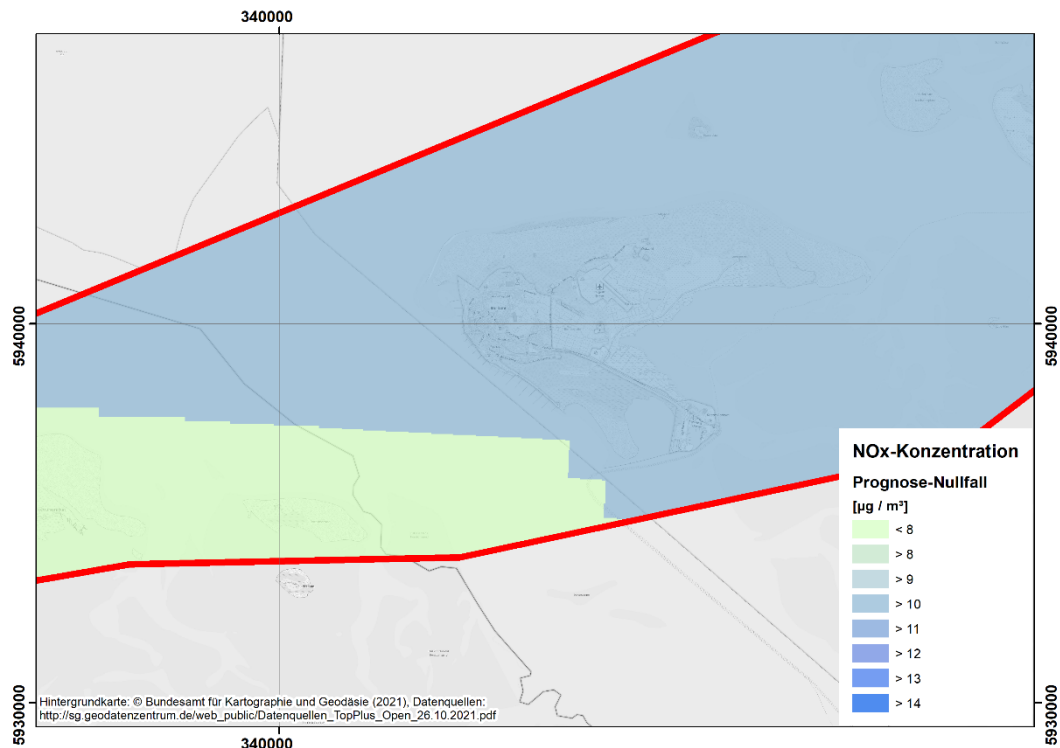 340000
5940000
5940000
NOx-Konzentration
Prognose-Nullfall
[µg / m³]
< 8
> 8
> 9
> 10
> 11
> 12
> 13
> 14
Hintergrundkarte: © Bundesamt für Kartographie und Geodäsie (2021), Datenquellen:
http://sg.geodatenzentrum.de/web_public/Datenquellen_TopPlus_Open_26.10.2021.pdf
5930000
5930000
340000